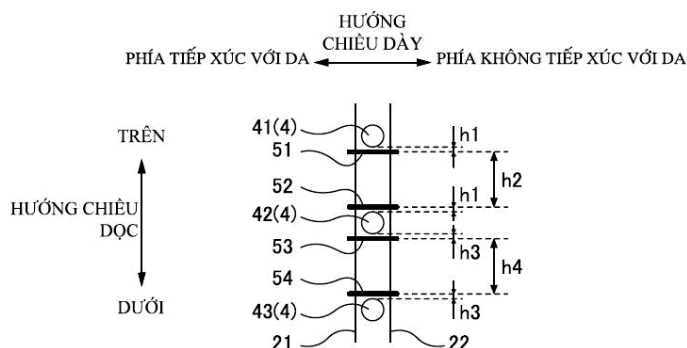 HƯỚNG
CHIỀU DÀY
PHÍA TIẾP XÚC VỚI DA
PHÍA KHÔNG TIẾP XÚC VỚI DA
TRÊN
HƯỚNG CHIỀU
DỌC
DƯỚI
41(4)
51
52
42(4)
53
54
43(4)
21
22
h1
h2
h1
h3
h4
h3